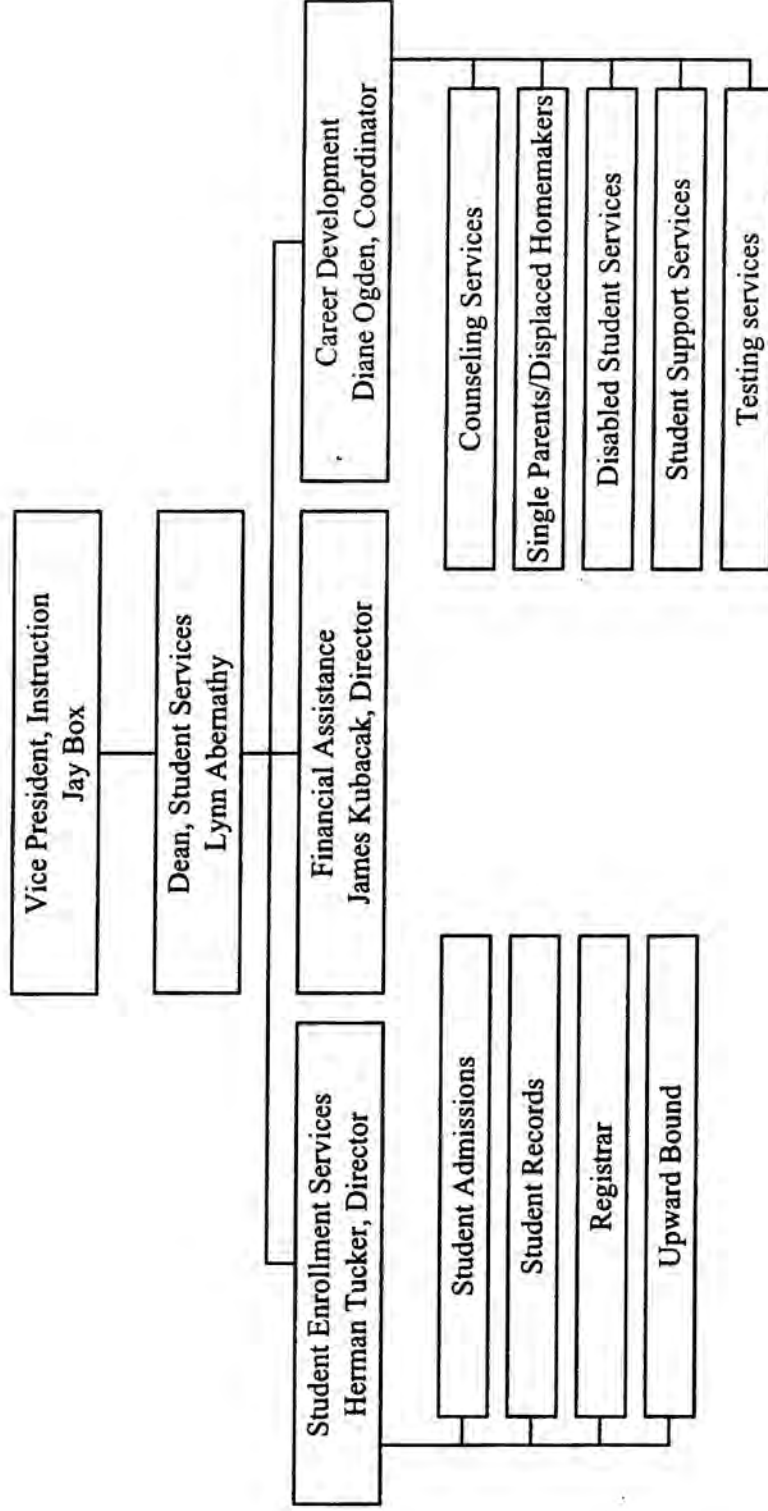 Vice President, Instruction
Jay Box
Dean, Student Services
Lynn Abernathy
Student Enrollment Services
Herman Tucker, Director
Financial Assistance
James Kubacak, Director
Career Development
Diane Ogden, Coordinator
Student Admissions
Student Records
Registrar
Upward Bound
Counseling Services
Single Parents/Displaced Homemakers
Disabled Student Services
Student Support Services
Testing services